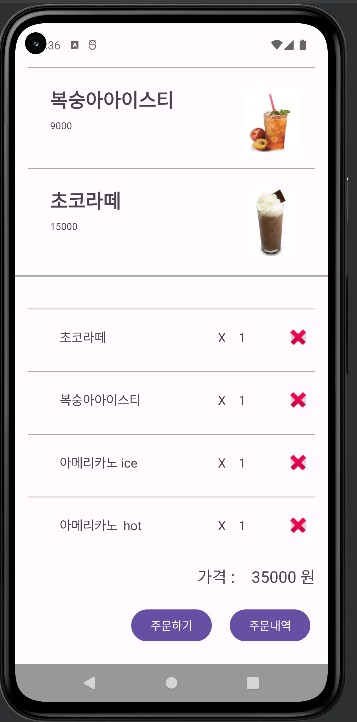 :36
복숭아아이스티
9000
초코라떼
15000
초코라떼 X 1
복숭아아이스티 X 1
아메리카노 ice X 1
아메리카노 hot X 1
가격 : 35000 원
주문하기 주문내역